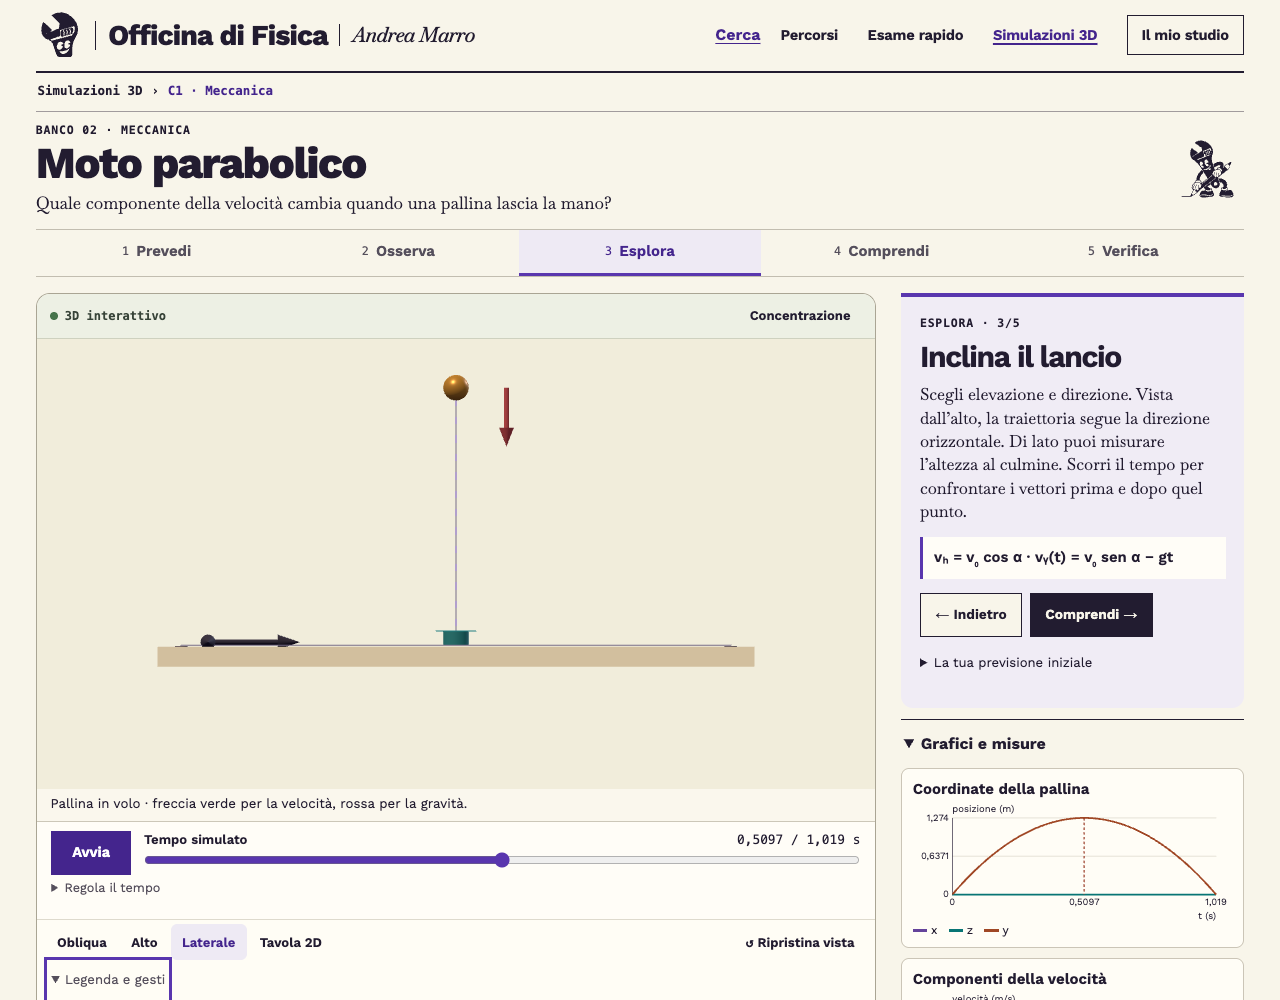 Officina di Fisica
Andrea Marro
Cerca
Percorsi
Esame rapido
Simulazioni 3D
Il mio studio
Simulazioni 3D › C1 · Meccanica
BANCO 02 · MECCANICA
Moto parabolico
Quale componente della velocità cambia quando una pallina lascia la mano?
1 Prevedi
2 Osserva
3 Esplora
4 Comprendi
5 Verifica
3D interattivo
Concentrazione
Pallina in volo · freccia verde per la velocità, rossa per la gravità.
Avvia
Tempo simulato
0,5097 / 1,019 s
▶ Regola il tempo
Obliqua
Alto
Laterale
Tavola 2D
↺ Ripristina vista
▼ Legenda e gesti
ESPLORA · 3/5
Inclina il lancio
Scegli elevazione e direzione. Vista
dall’alto, la traiettoria segue la direzione
orizzontale. Di lato puoi misurare
l’altezza al culmine. Scorri il tempo per
confrontare i vettori prima e dopo quel
punto.
vₕ = v₀ cos α · vᵧ(t) = v₀ sen α − gt
← Indietro
Comprendi →
▶ La tua previsione iniziale
▼ Grafici e misure
Coordinate della pallina
posizione (m)
1,274
0,6371
0
0
0,5097
1,019
t (s)
x
z
y
Componenti della velocità
velocità (m/s)